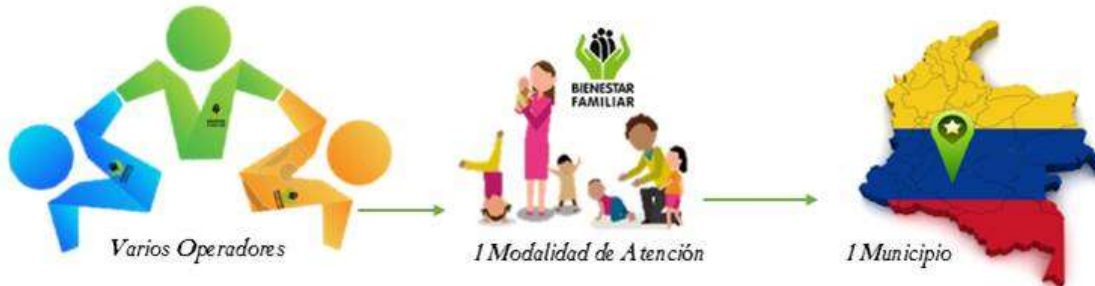 BIENESTAR
FAMILIAR
Varios Operadores
1 Modalidad de Atención
1 Municipio